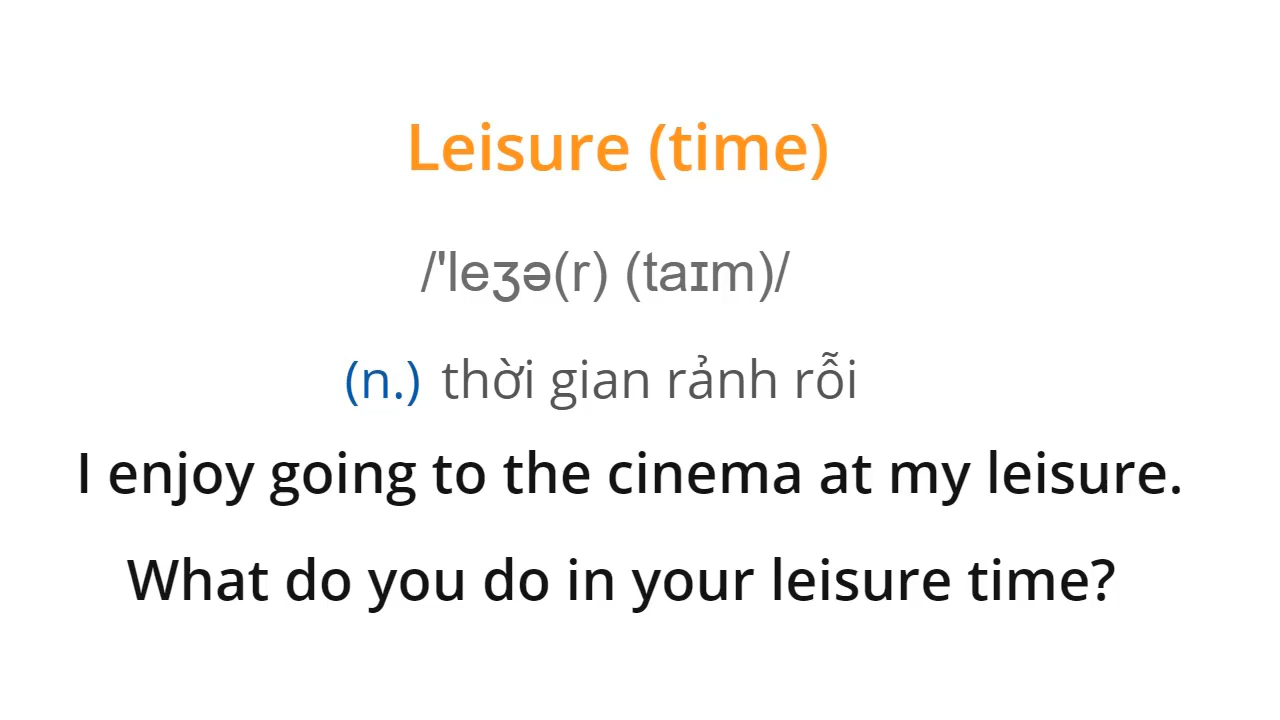 Leisure (time)
/'leʒə(r) (taɪm)/
(n.) thời gian rảnh rỗi
I enjoy going to the cinema at my leisure.
What do you do in your leisure time?